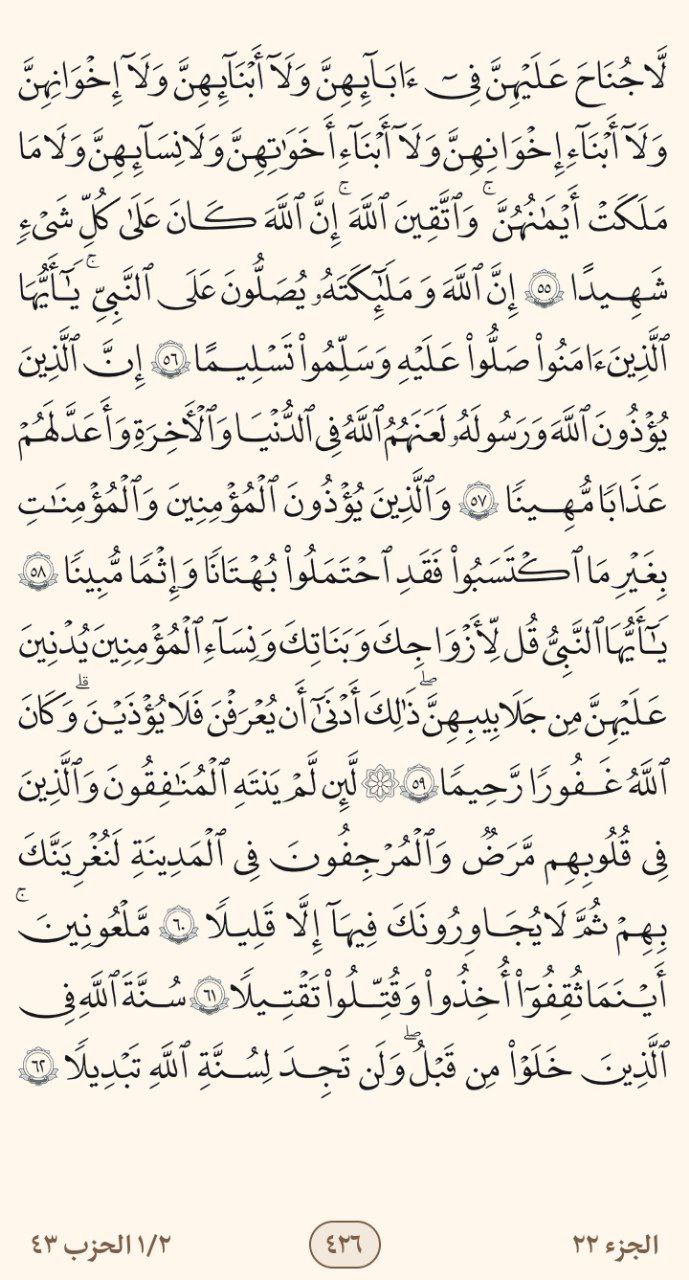 لَّا جُنَاحَ عَلَيْهِنَّ فِىٓ ءَابَآئِهِنَّ وَلَآ أَبْنَآئِهِنَّ وَلَآ إِخْوَٰنِهِنَّ
وَلَآ أَبْنَآءِ إِخْوَٰنِهِنَّ وَلَآ أَبْنَآءِ أَخَوَٰتِهِنَّ وَلَا نِسَآئِهِنَّ وَلَا مَا
مَلَكَتْ أَيْمَٰنُهُنَّ ۚ وَٱتَّقِينَ ٱللَّهَ ۚ إِنَّ ٱللَّهَ كَانَ عَلَىٰ كُلِّ شَىْءٍ
شَهِيدًا ٥٥ إِنَّ ٱللَّهَ وَمَلَٰٓئِكَتَهُۥ يُصَلُّونَ عَلَى ٱلنَّبِىِّ ۚ يَٰٓأَيُّهَا
ٱلَّذِينَ ءَامَنُوا۟ صَلُّوا۟ عَلَيْهِ وَسَلِّمُوا۟ تَسْلِيمًا ٥٦ إِنَّ ٱلَّذِينَ
يُؤْذُونَ ٱللَّهَ وَرَسُولَهُۥ لَعَنَهُمُ ٱللَّهُ فِى ٱلدُّنْيَا وَٱلْءَاخِرَةِ وَأَعَدَّ لَهُمْ
عَذَابًا مُّهِينًا ٥٧ وَٱلَّذِينَ يُؤْذُونَ ٱلْمُؤْمِنِينَ وَٱلْمُؤْمِنَٰتِ
بِغَيْرِ مَا ٱكْتَسَبُوا۟ فَقَدِ ٱحْتَمَلُوا۟ بُهْتَٰنًا وَإِثْمًا مُّبِينًا ٥٨
يَٰٓأَيُّهَا ٱلنَّبِىُّ قُل لِّأَزْوَٰجِكَ وَبَنَاتِكَ وَنِسَآءِ ٱلْمُؤْمِنِينَ يُدْنِينَ
عَلَيْهِنَّ مِن جَلَٰبِيبِهِنَّ ۖ ذَٰلِكَ أَدْنَىٰٓ أَن يُعْرَفْنَ فَلَا يُؤْذَيْنَ ۗ وَكَانَ
ٱللَّهُ غَفُورًا رَّحِيمًا ٥٩ ۞ لَّئِن لَّمْ يَنتَهِ ٱلْمُنَٰفِقُونَ وَٱلَّذِينَ
فِى قُلُوبِهِم مَّرَضٌ وَٱلْمُرْجِفُونَ فِى ٱلْمَدِينَةِ لَنُغْرِيَنَّكَ
بِهِمْ ثُمَّ لَا يُجَاوِرُونَكَ فِيهَآ إِلَّا قَلِيلًا ٦٠ مَّلْعُونِينَ ۖ
أَيْنَمَا ثُقِفُوٓا۟ أُخِذُوا۟ وَقُتِّلُوا۟ تَقْتِيلًا ٦١ سُنَّةَ ٱللَّهِ فِى
ٱلَّذِينَ خَلَوْا۟ مِن قَبْلُ ۖ وَلَن تَجِدَ لِسُنَّةِ ٱللَّهِ تَبْدِيلًا ٦٢
الجزء ٢٢ ٤٢٦ ١/٢ الحزب ٤٣